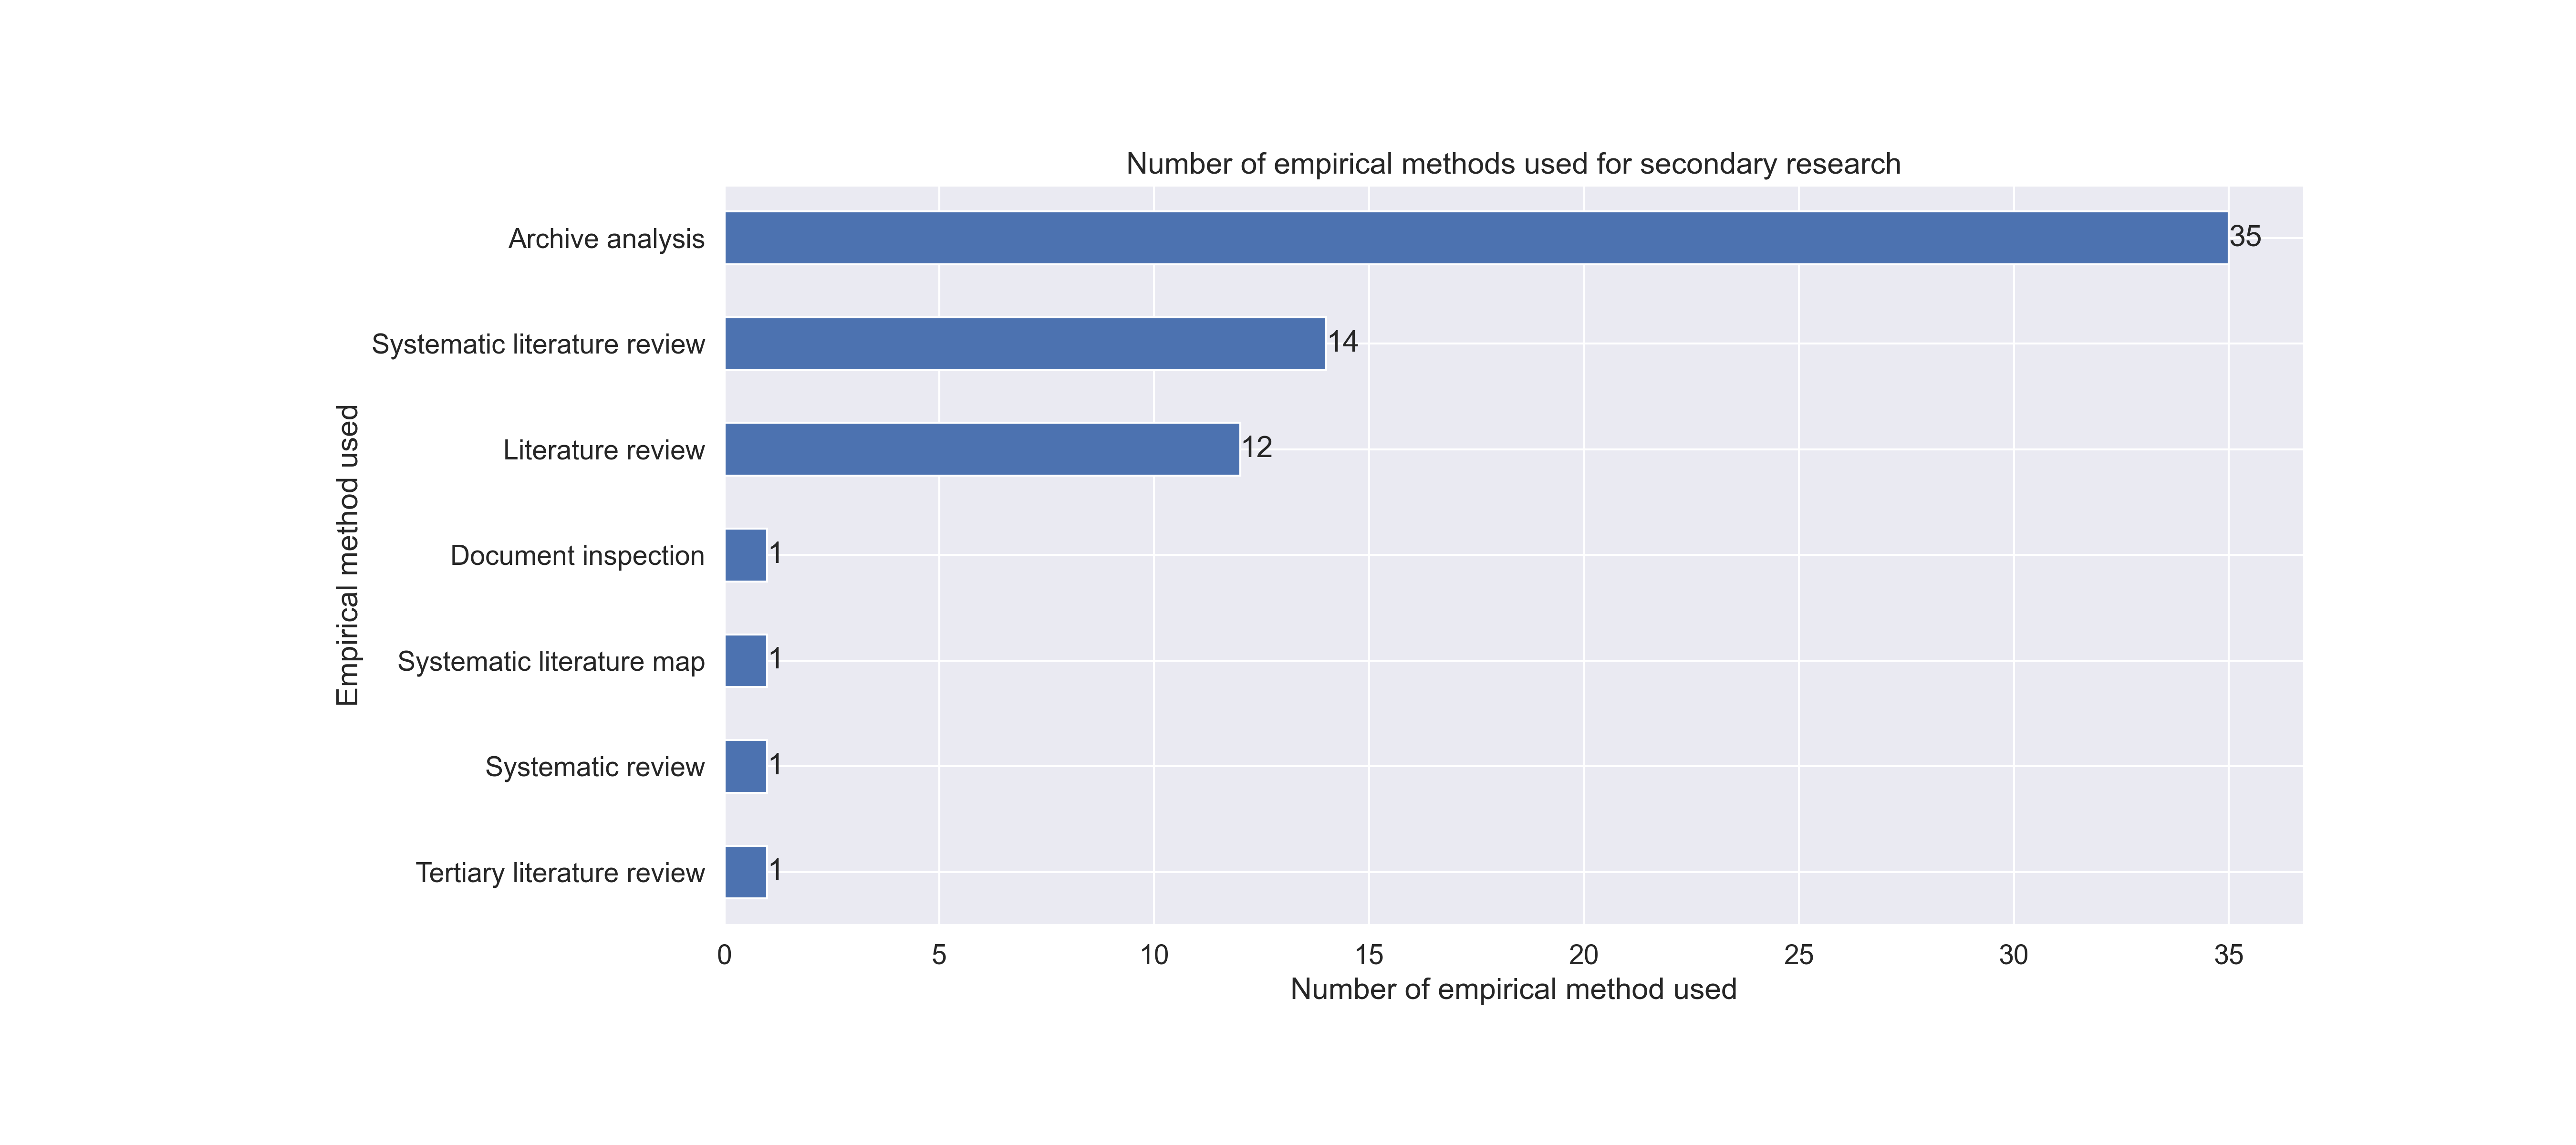 Number of empirical methods used for secondary research
Empirical method used
Archive analysis
35
Systematic literature review
14
Literature review
12
Document inspection
1
Systematic literature map
1
Systematic review
1
Tertiary literature review
1
0 5 10 15 20 25 30 35
Number of empirical method used